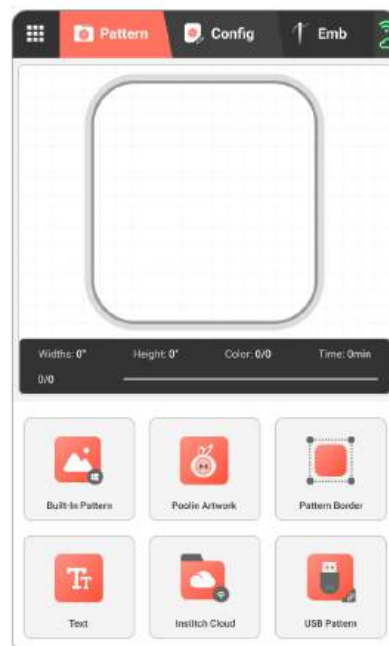 Pattern Config Emb
Widths: 0" Height: 0" Color: 0/0 Time: 0min
0/0
Built-In Pattern Poolin Artwork Pattern Border
Text Institch Cloud USB Pattern